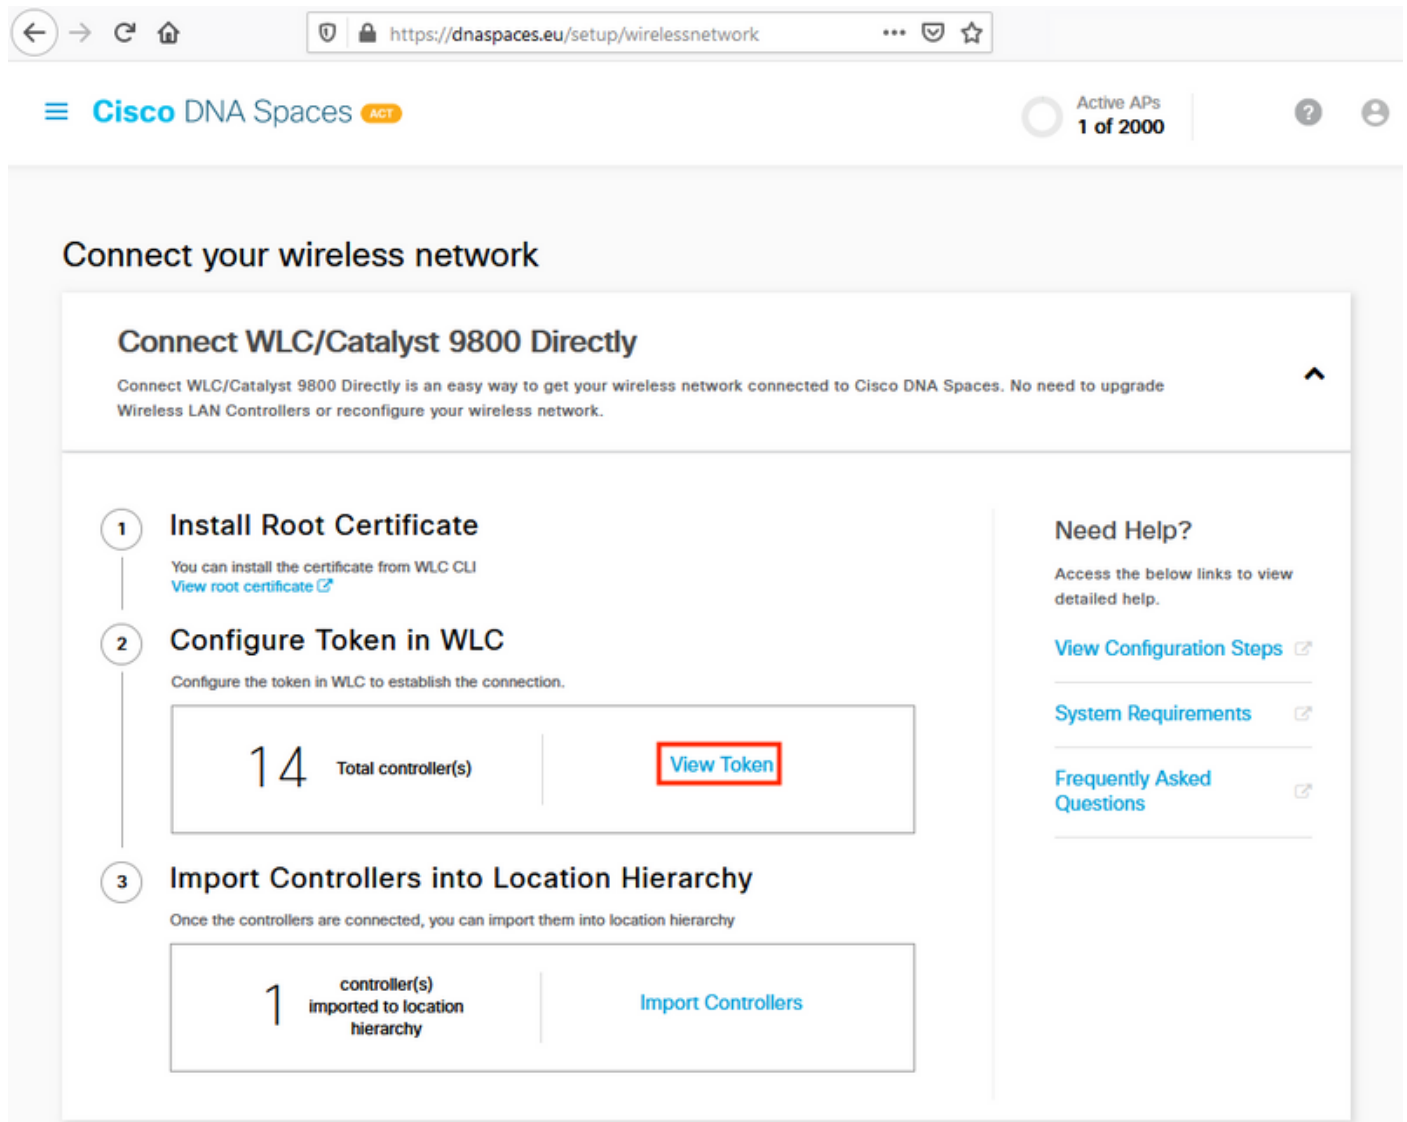 https://dnaspaces.eu/setup/wirelessnetwork
Cisco DNA Spaces ACT
Active APs
1 of 2000
?
Connect your wireless network
Connect WLC/Catalyst 9800 Directly
Connect WLC/Catalyst 9800 Directly is an easy way to get your wireless network connected to Cisco DNA Spaces. No need to upgrade
Wireless LAN Controllers or reconfigure your wireless network.
1 Install Root Certificate
You can install the certificate from WLC CLI
View root certificate
2 Configure Token in WLC
Configure the token in WLC to establish the connection.
14 Total controller(s)
View Token
3 Import Controllers into Location Hierarchy
Once the controllers are connected, you can import them into location hierarchy
1 controller(s)
imported to location
hierarchy
Import Controllers
Need Help?
Access the below links to view
detailed help.
View Configuration Steps
System Requirements
Frequently Asked
Questions